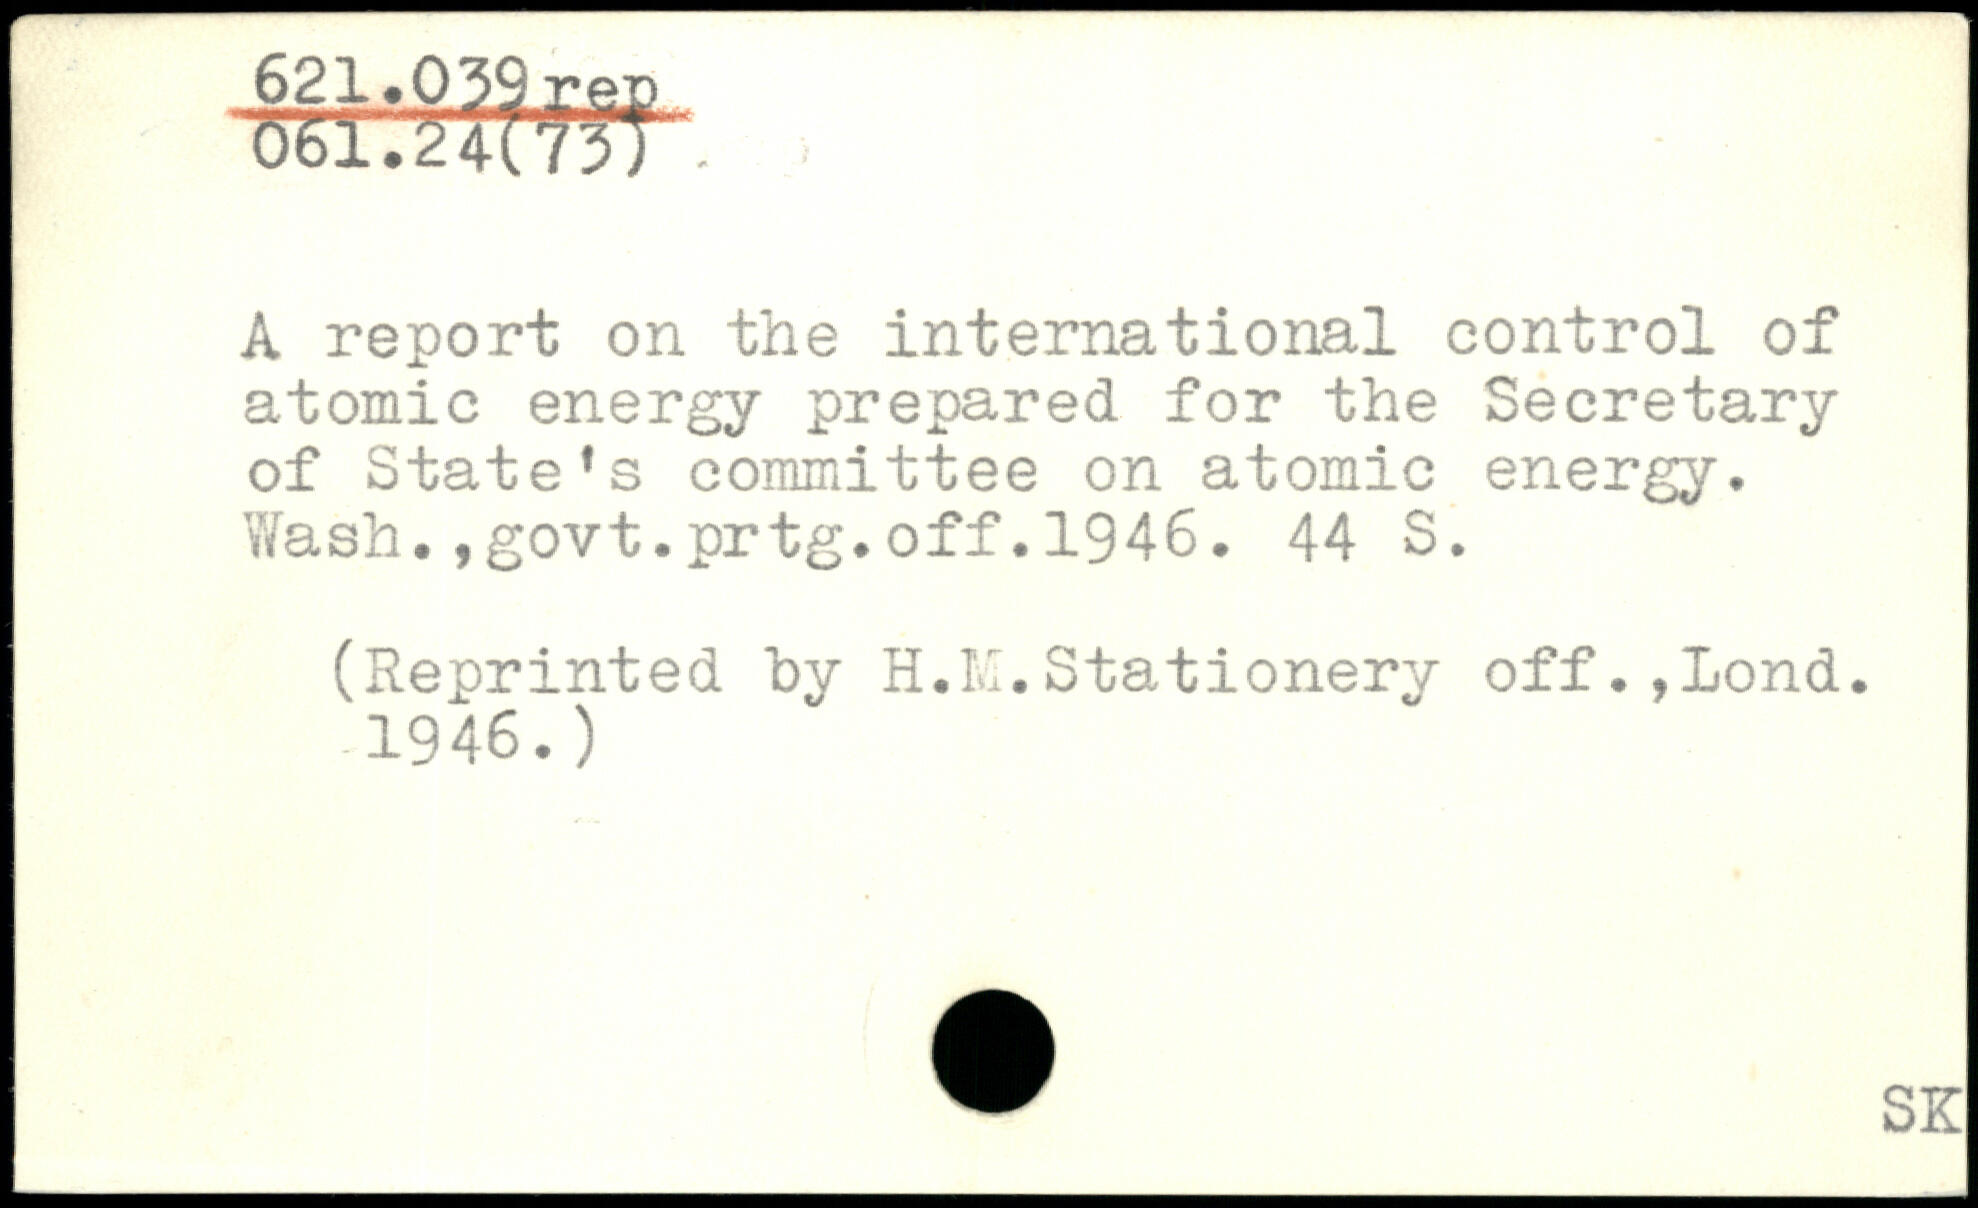 621.039 rep
061.24(73)
A report on the international control of
atomic energy prepared for the Secretary
of State's committee on atomic energy.
Wash.,govt.prtg.off.1946. 44 S.
(Reprinted by H.M.Stationery off.,Lond.
1946.)
SK